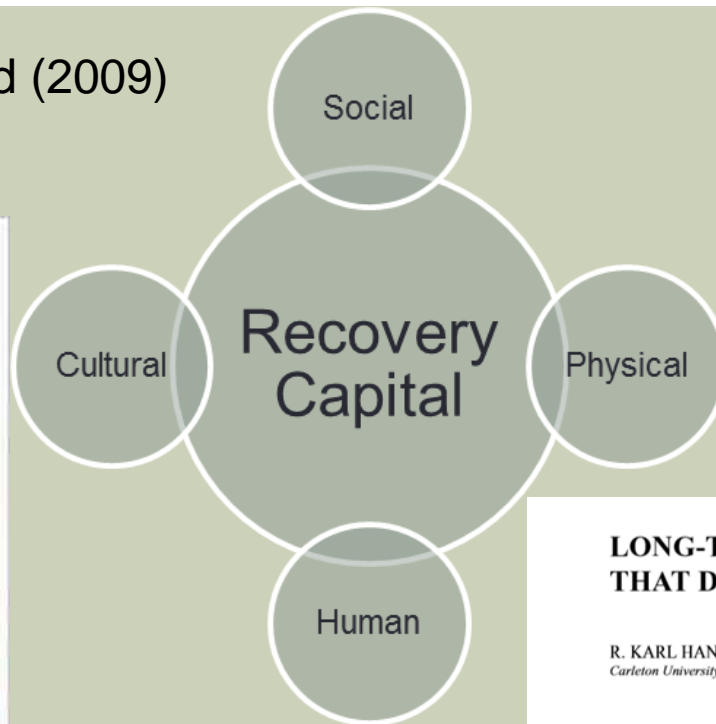 d (2009)
Social
Cultural
Recovery
Capital
Physical
Human
LONG-T
THAT D
R. KARL HAN
Carleton University